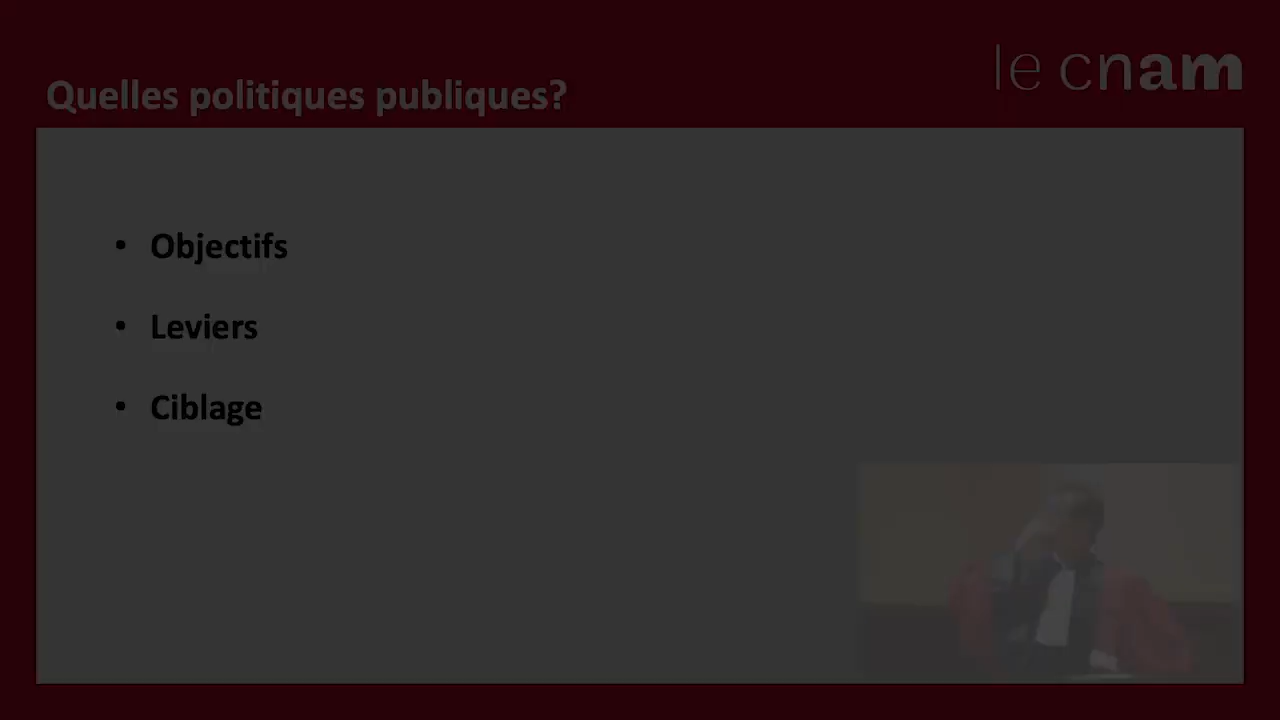 le cnam
Quelles politiques publiques?
• Objectifs
• Leviers
• Ciblage